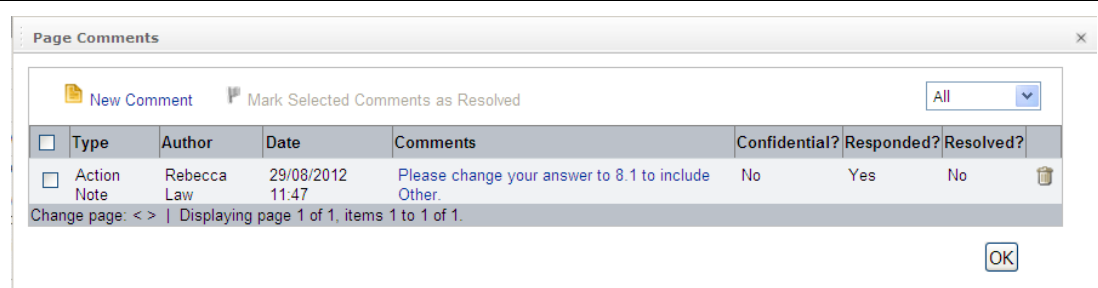 Page Comments
New Comment Mark Selected Comments as Resolved All
Type Author Date Comments Confidential? Responded? Resolved?
Action Rebecca 29/08/2012 Please change your answer to 8.1 to include No Yes No
Note Law 11:47 Other.
Change page: < > | Displaying page 1 of 1, items 1 to 1 of 1.
OK